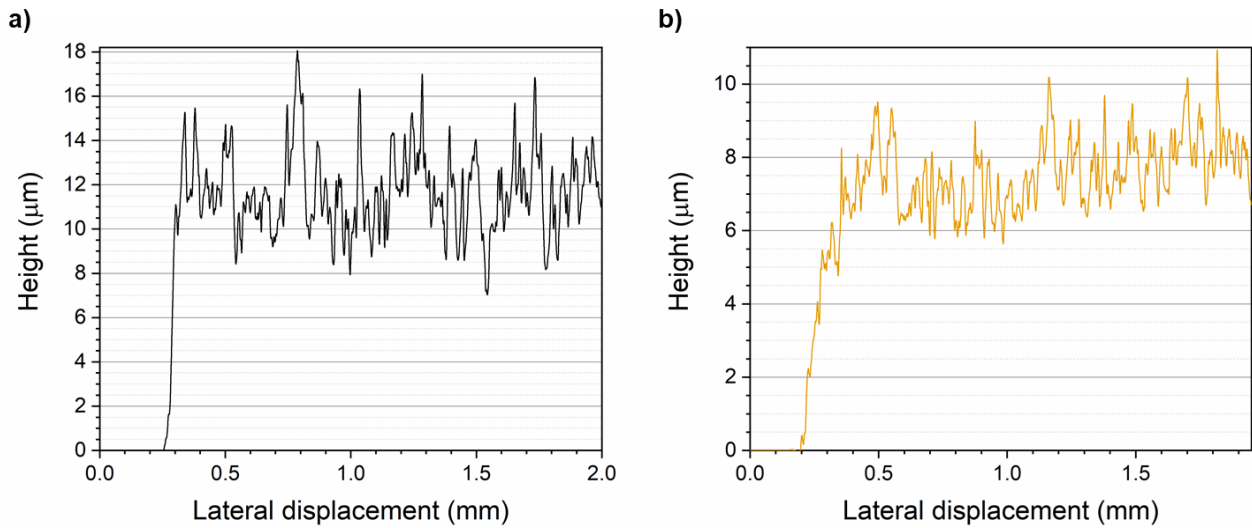 a)
18
16
14
12
10
8
6
4
2
0
Height (μm)
0.0 0.5 1.0 1.5 2.0
Lateral displacement (mm)
b)
10
8
6
4
2
0
Height (μm)
0.0 0.5 1.0 1.5
Lateral displacement (mm)